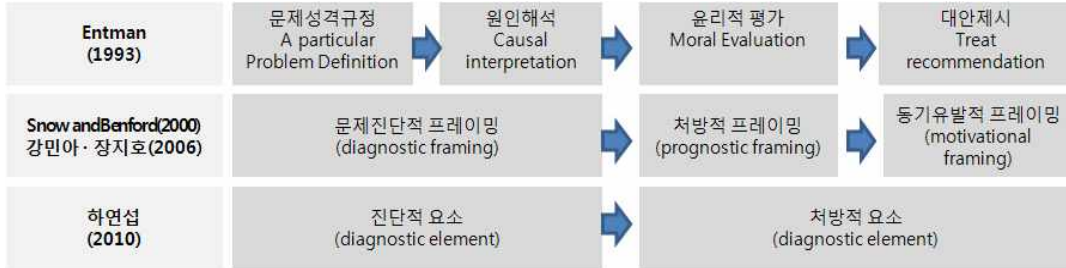 Entman
(1993)
문제성격규정
A particular
Problem Definition
원인해석
Causal
interpretation
윤리적 평가
Moral Evaluation
대안제시
Treat
recommendation
Snow andBenford(2000)
강민아· 장지호(2006)
문제진단적 프레이밍
(diagnostic framing)
처방적 프레이밍
(prognostic framing)
동기유발적 프레이밍
(motivational
framing)
하연섭
(2010)
진단적 요소
(diagnostic element)
처방적 요소
(diagnostic element)